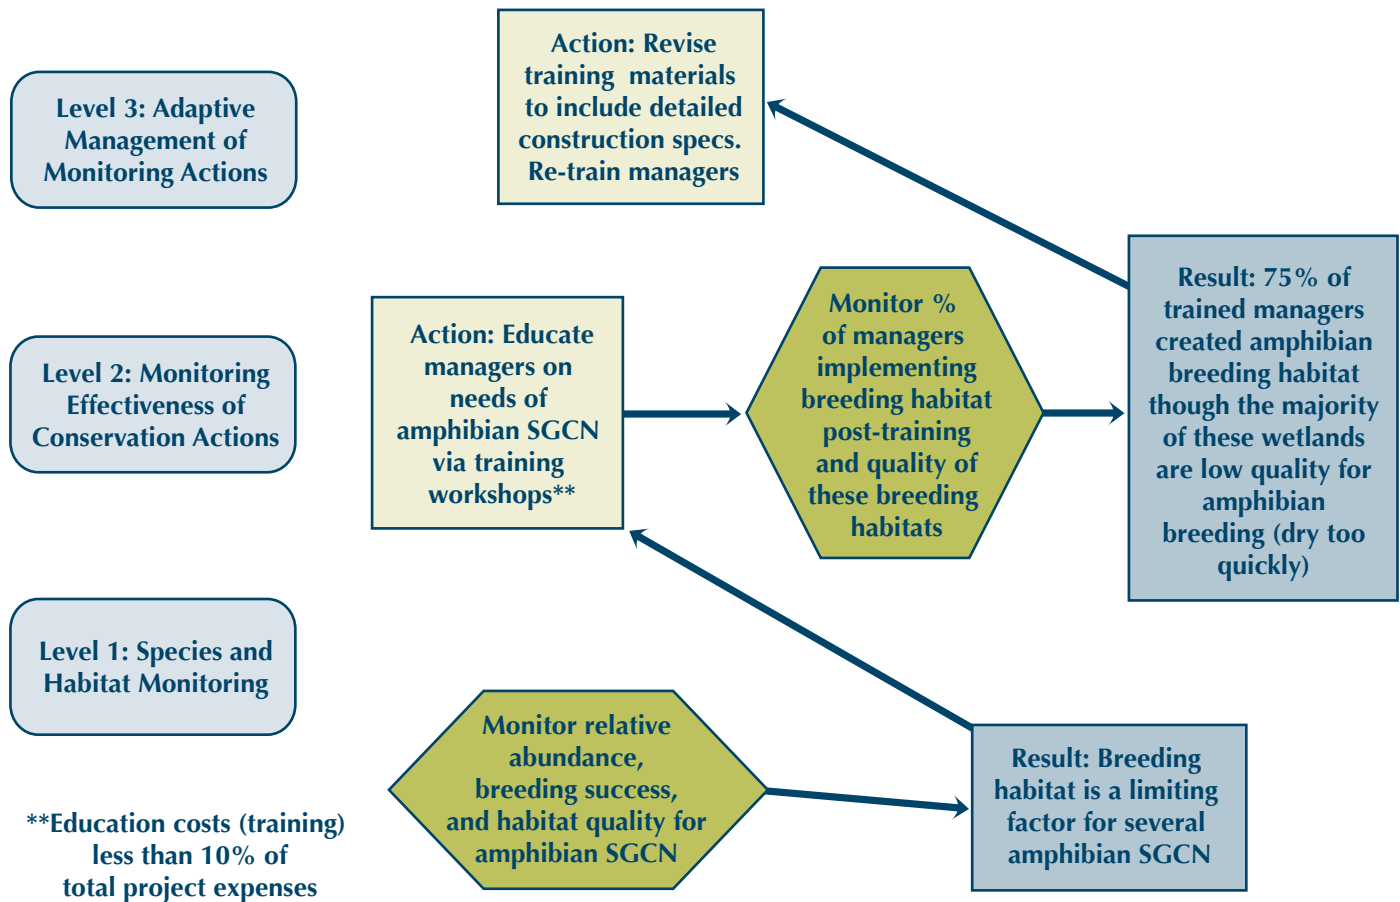 Action: Revise
training materials
to include detailed
construction specs.
Re-train managers
Level 3: Adaptive
Management of
Monitoring Actions
Result: 75% of
trained managers
created amphibian
breeding habitat
though the majority
of these wetlands
are low quality for
amphibian
breeding (dry too
quickly)
Monitor %
of managers
implementing
breeding habitat
post-training
and quality of
these breeding
habitats
Action: Educate
managers on
needs of
amphibian SGCN
via training
workshops**
Level 2: Monitoring
Effectiveness of
Conservation Actions
Level 1: Species and
Habitat Monitoring
Monitor relative
abundance,
breeding success,
and habitat quality for
amphibian SGCN
Result: Breeding
habitat is a limiting
factor for several
amphibian SGCN
**Education costs (training)
less than 10% of
total project expenses